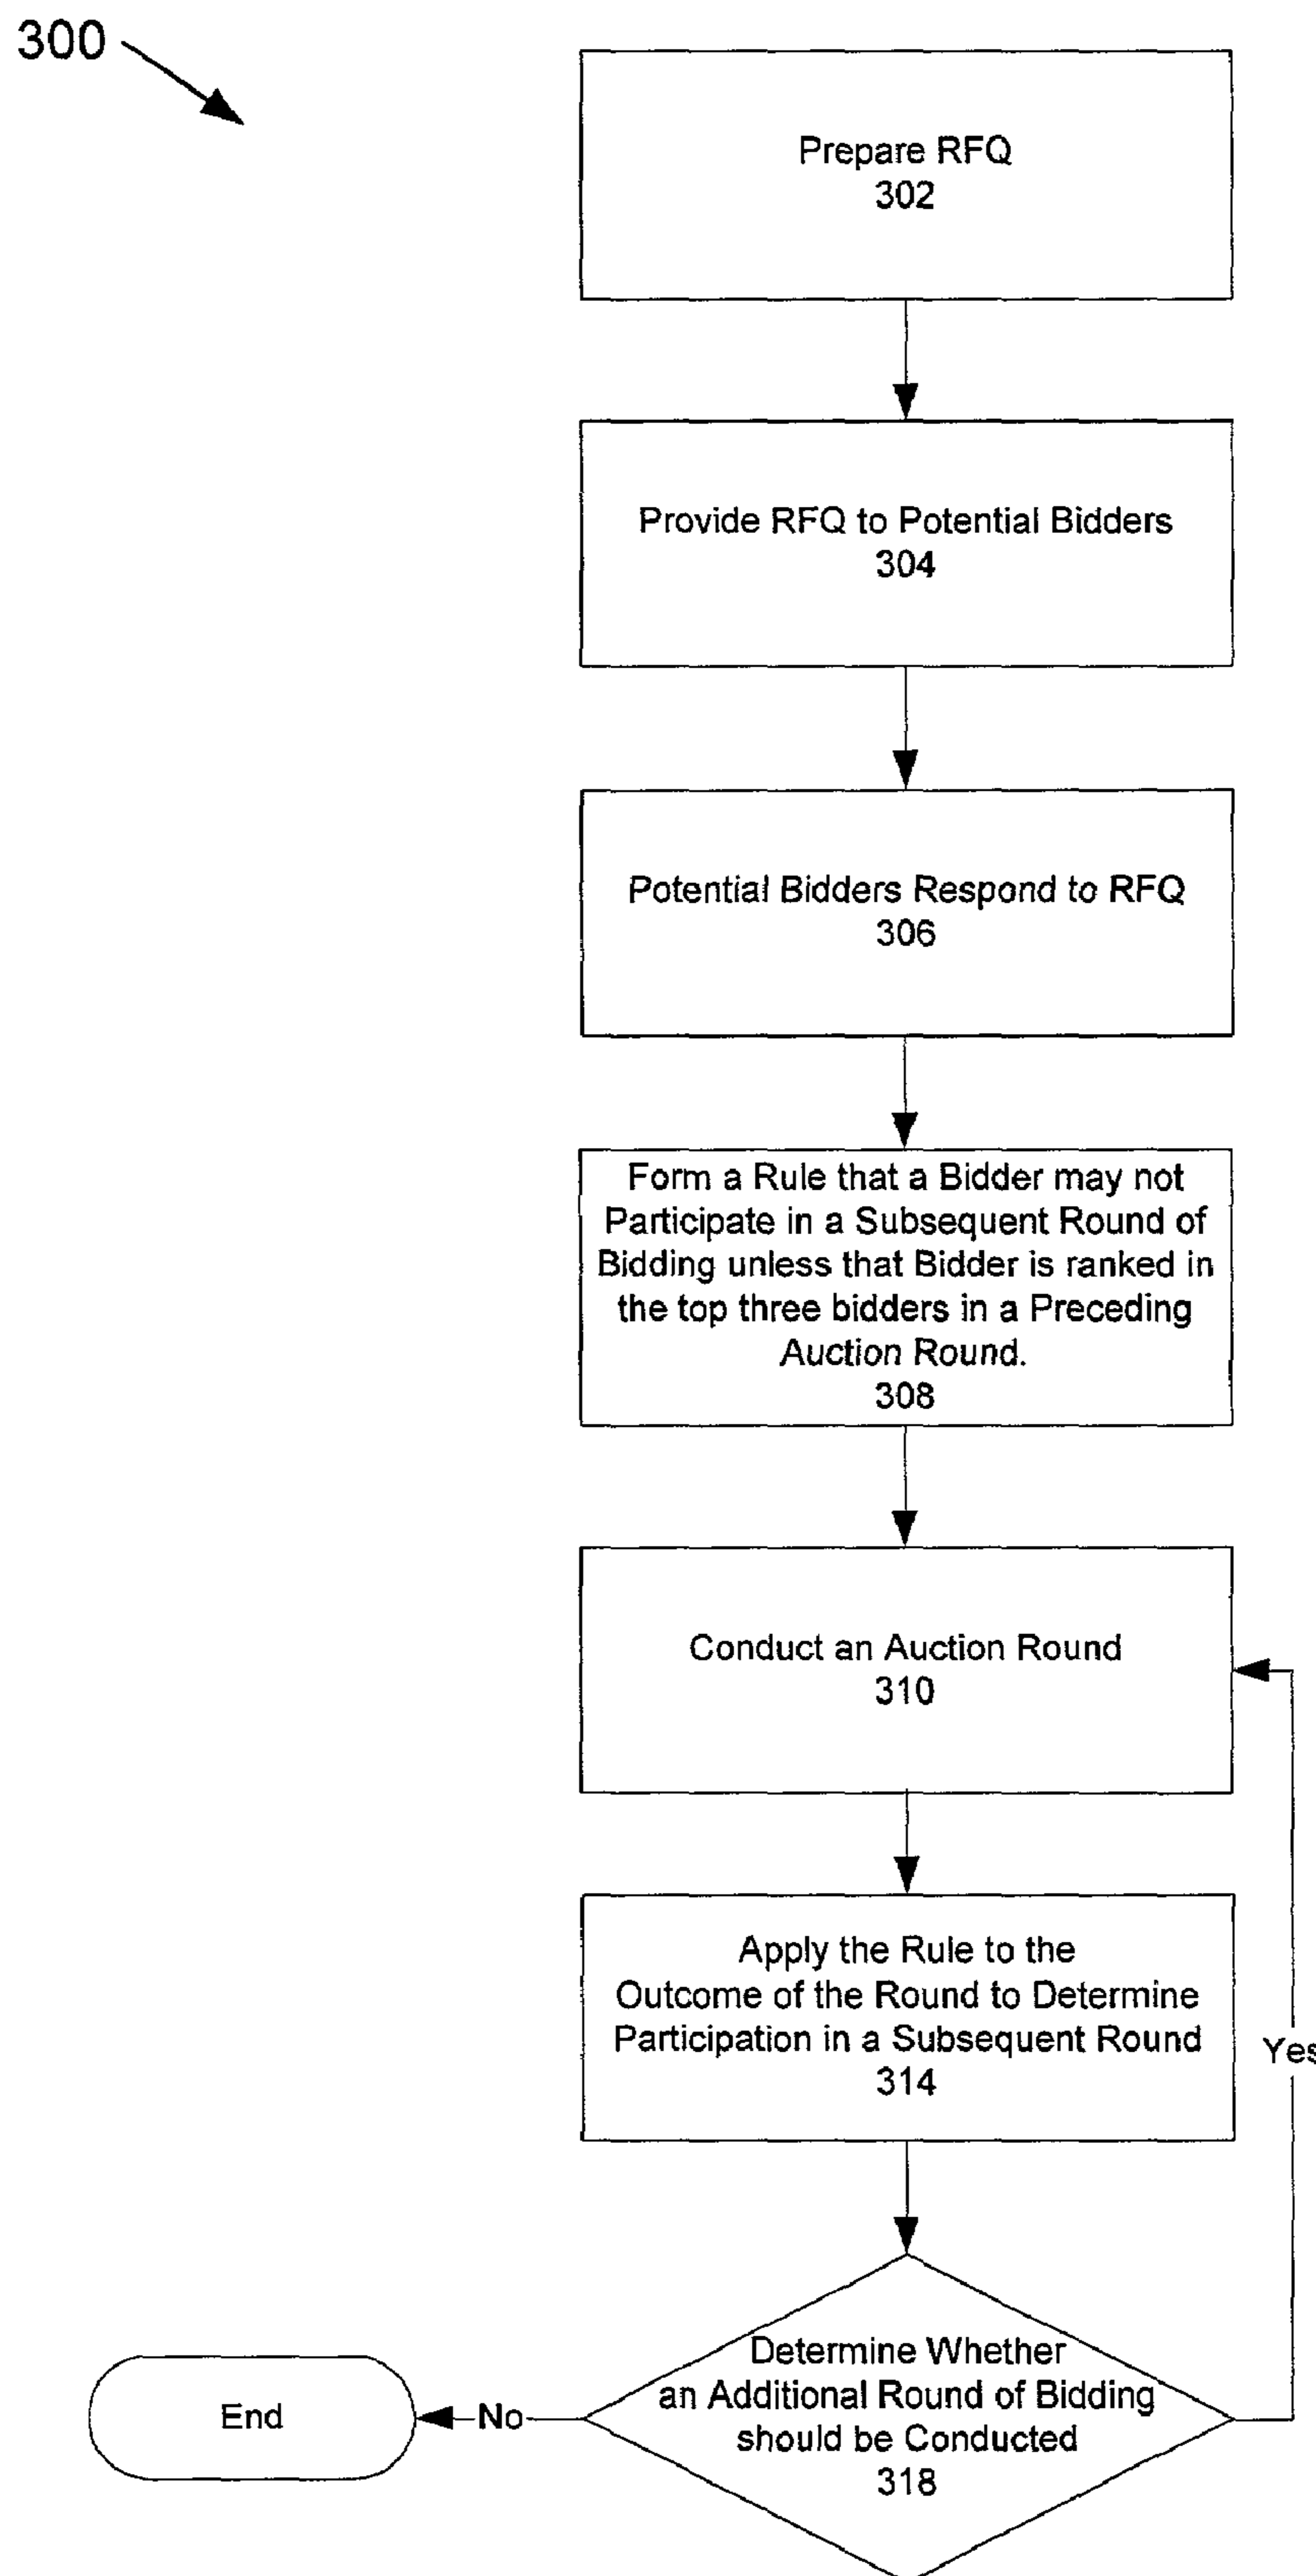 300
Prepare RFQ
302
Provide RFQ to Potential Bidders
304
Potential Bidders Respond to RFQ
306
Form a Rule that a Bidder may not
Participate in a Subsequent Round of
Bidding unless that Bidder is ranked in
the top three bidders in a Preceding
Auction Round.
308
Conduct an Auction Round
310
Apply the Rule to the
Outcome of the Round to Determine
Participation in a Subsequent Round
314
Yes
Determine Whether
an Additional Round of Bidding
should be Conducted
318
No
End